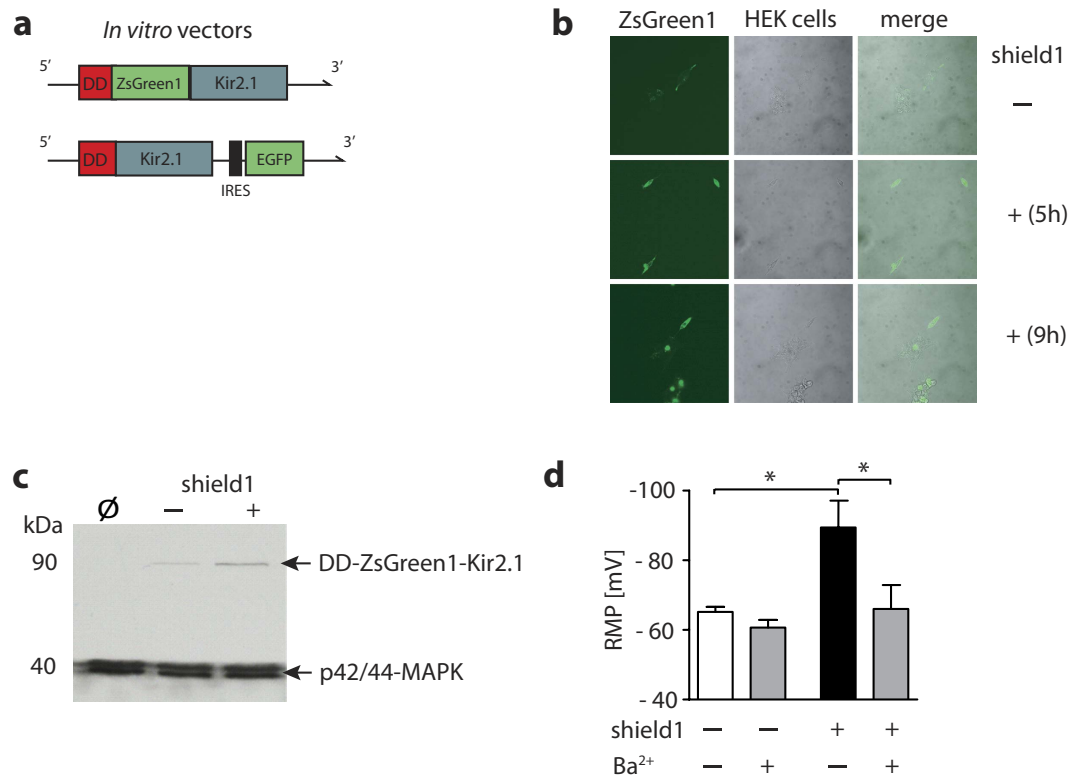 a
In vitro vectors
5′ DD ZsGreen1 Kir2.1 3′
5′ DD Kir2.1 EGFP 3′
IRES
b
ZsGreen1 HEK cells merge
shield1
–
+ (5h)
+ (9h)
c
shield1
Ø – +
kDa
90 DD-ZsGreen1-Kir2.1
40 p42/44-MAPK
d
* *
RMP [mV]
-100
- 80
- 60
- 40
shield1 – – + +
Ba²⁺ – + – +